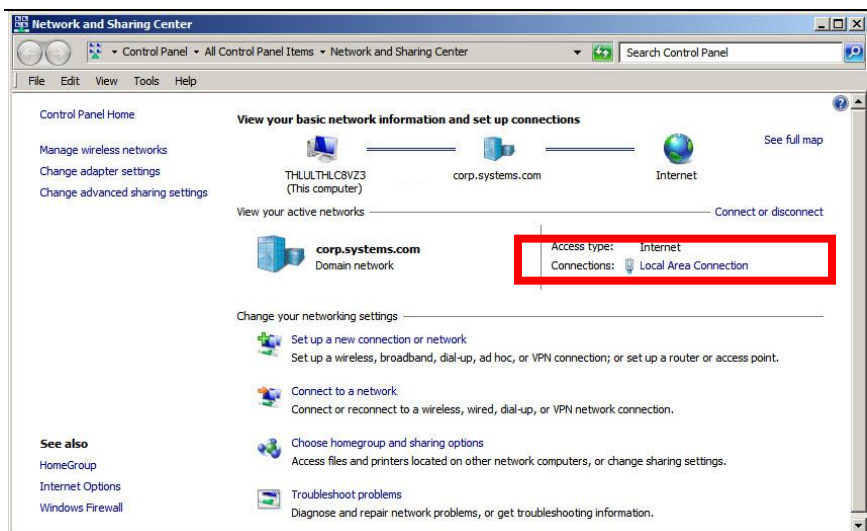 Network and Sharing Center
Control Panel All Control Panel Items Network and Sharing Center
Search Control Panel
File Edit View Tools Help
Control Panel Home
Manage wireless networks
Change adapter settings
Change advanced sharing settings
View your basic network information and set up connections
See full map
THLULTHLC8VZ3
(This computer)
corp.systems.com
Internet
View your active networks
Connect or disconnect
corp.systems.com
Domain network
Access type: Internet
Connections: Local Area Connection
Change your networking settings
Set up a new connection or network
Set up a wireless, broadband, dial-up, ad hoc, or VPN connection; or set up a router or access point.
Connect to a network
Connect or reconnect to a wireless, wired, dial-up, or VPN network connection.
Choose homegroup and sharing options
Access files and printers located on other network computers, or change sharing settings.
Troubleshoot problems
Diagnose and repair network problems, or get troubleshooting information.
See also
HomeGroup
Internet Options
Windows Firewall